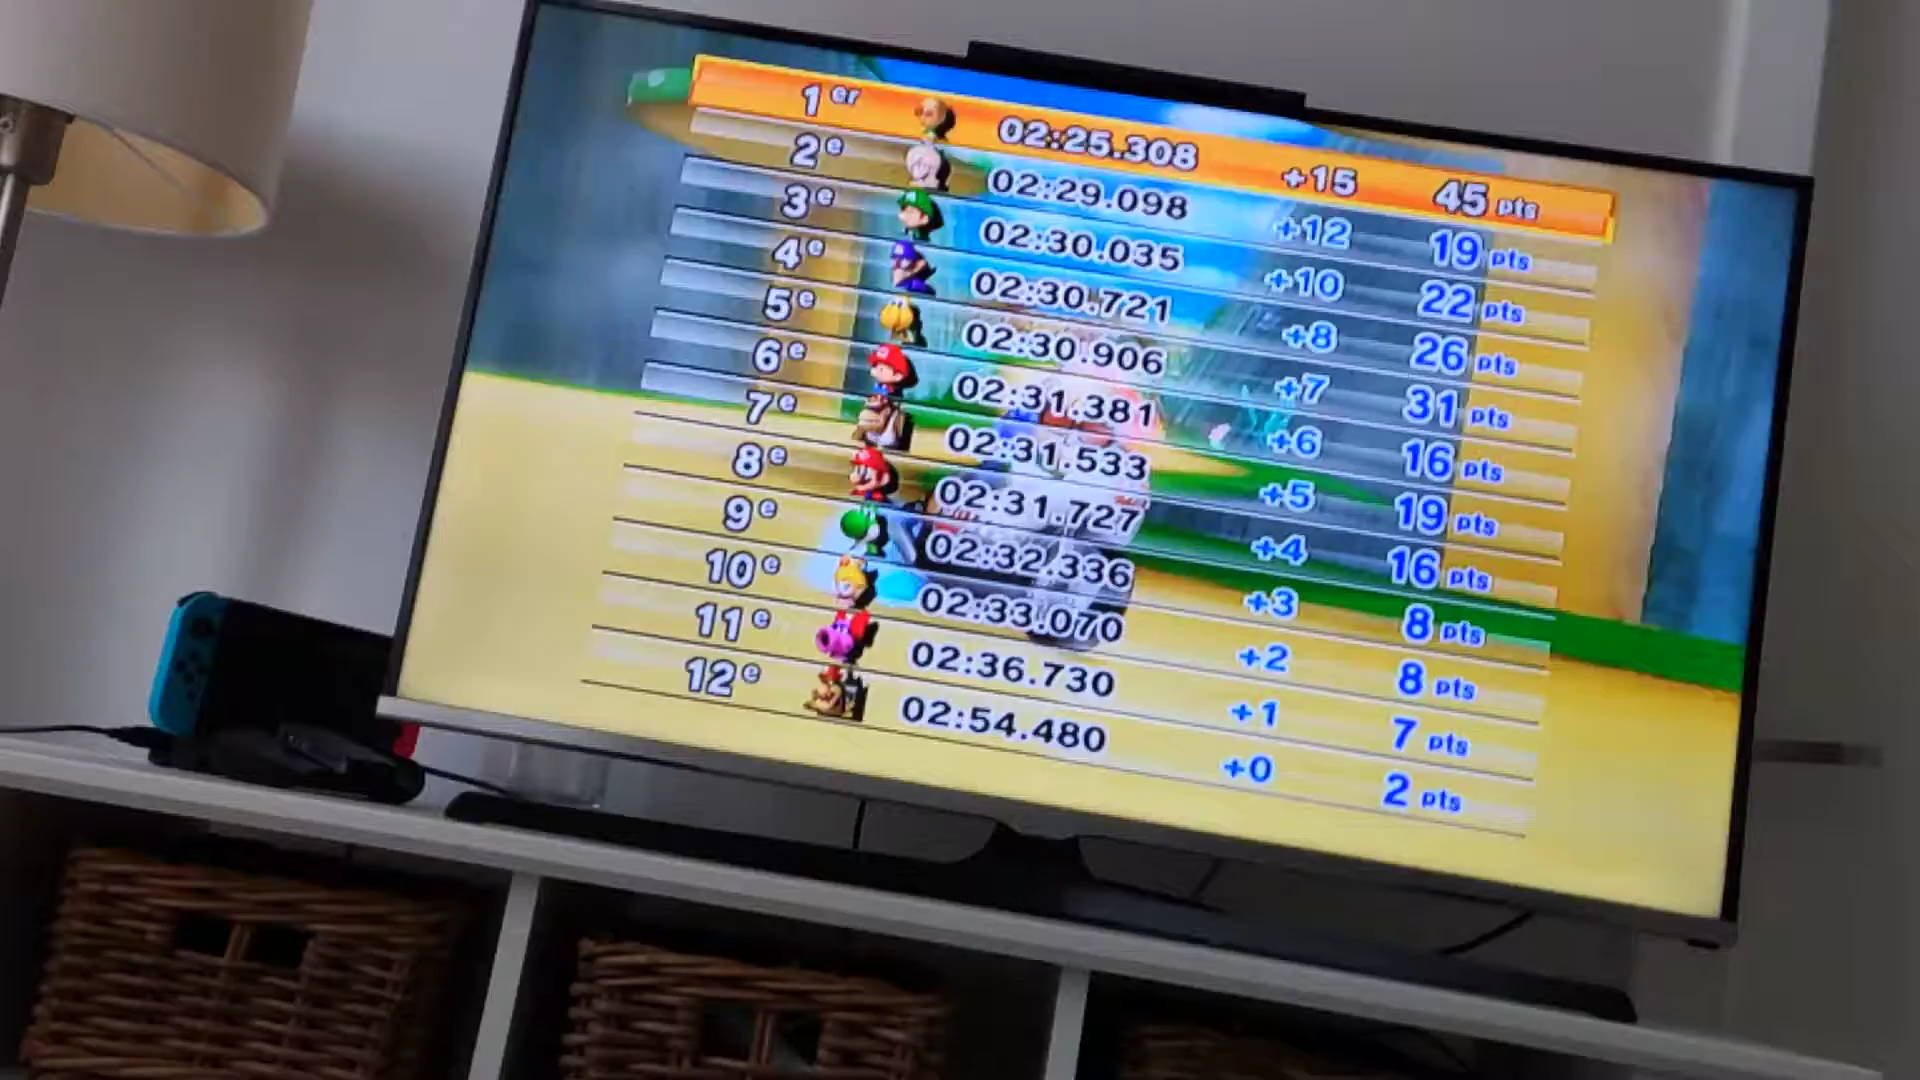 1er 02:25.308 +15 45 pts
2e 02:29.098 +12 19 pts
3e 02:30.035 +10 22 pts
4e 02:30.721 +8 26 pts
5e 02:30.906 +7 31 pts
6e 02:31.381 +6 16 pts
7e 02:31.533 +5 19 pts
8e 02:31.727 +4 16 pts
9e 02:32.336 +3 8 pts
10e 02:33.070 +2 8 pts
11e 02:36.730 +1 7 pts
12e 02:54.480 +0 2 pts